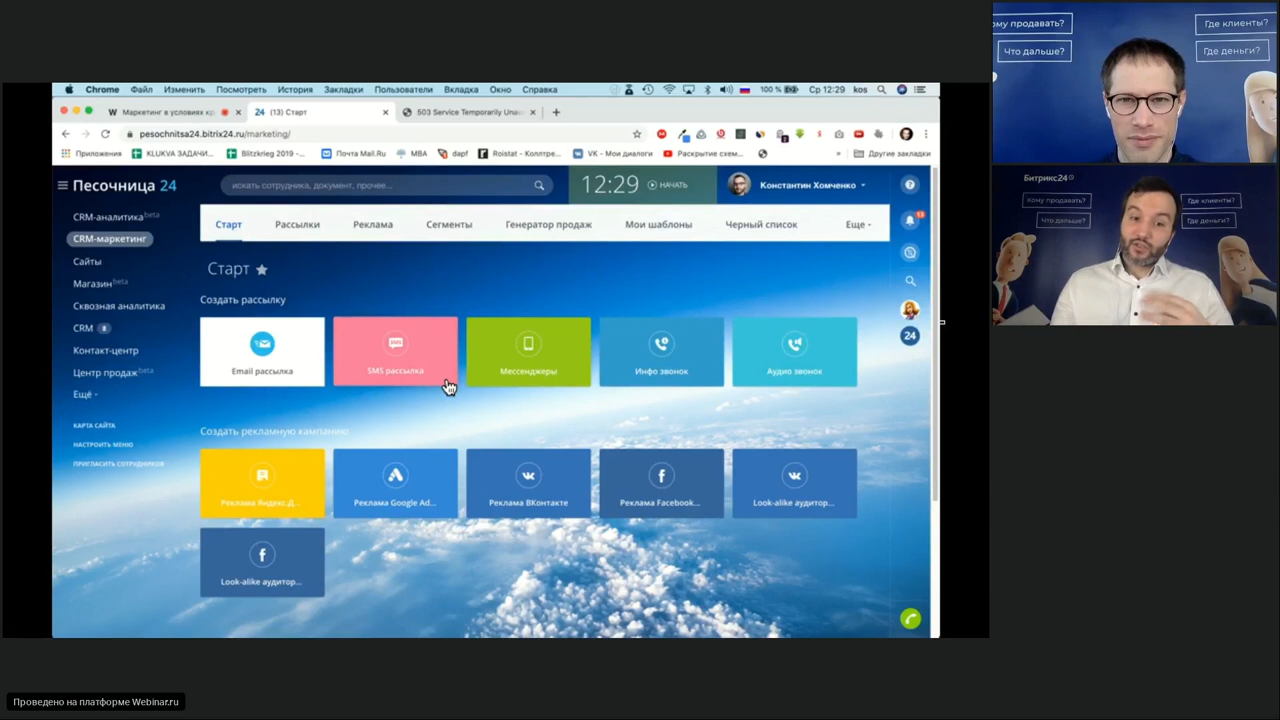 Chrome Файл Изменить Посмотреть История Закладки Пользователи Вкладка Окно Справка 100 % Ср 12:29 kos
Маркетинг в условиях кр
24 (13) Старт
503 Service Temporarily Una
pesochnitsa24.bitrix24.ru/marketing/
Приложения KLUKVA ЗАДАЧИ... Blitzkrieg 2019 -... Почта Mail.Ru МВА dapf Roistat - Коллтре... VK - Мои диалоги Раскрытие схем... » Другие закладки
Песочница 24
искать сотрудника, документ, прочее...
12:29 НАЧАТЬ
Константин Хомченко
CRM-аналитика beta
CRM-маркетинг
Сайты
Магазин beta
Сквозная аналитика
CRM 8
Контакт-центр
Центр продаж beta
Ещё
КАРТА САЙТА
НАСТРОИТЬ МЕНЮ
ПРИГЛАСИТЬ СОТРУДНИКОВ
Старт Рассылки Реклама Сегменты Генератор продаж Мои шаблоны Черный список Еще
Старт
Создать рассылку
Email рассылка
SMS
SMS рассылка
Мессенджеры
Инфо звонок
Аудио звонок
Создать рекламную кампанию
Реклама Яндекс.Д...
Реклама Google Ad...
Реклама ВКонтакте
Реклама Facebook...
Look-alike аудитор...
Look-alike аудитор...
?
13
24
ому продавать?
Что дальше?
Где клиенты?
Где деньги?
Битрикс24
Кому продавать?
Что дальше?
Где клиенты?
Где деньги?
Проведено на платформе Webinar.ru